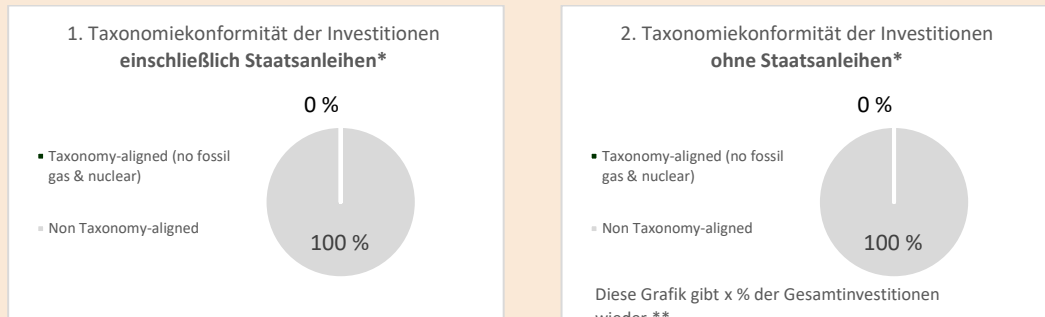 1. Taxonomiekonformität der Investitionen
einschließlich Staatsanleihen*
0 %
Taxonomy-aligned (no fossil
gas & nuclear)
Non Taxonomy-aligned
100 %
2. Taxonomiekonformität der Investitionen
ohne Staatsanleihen*
0 %
Taxonomy-aligned (no fossil
gas & nuclear)
Non Taxonomy-aligned
100 %
Diese Grafik gibt x % der Gesamtinvestitionen
wieder.**